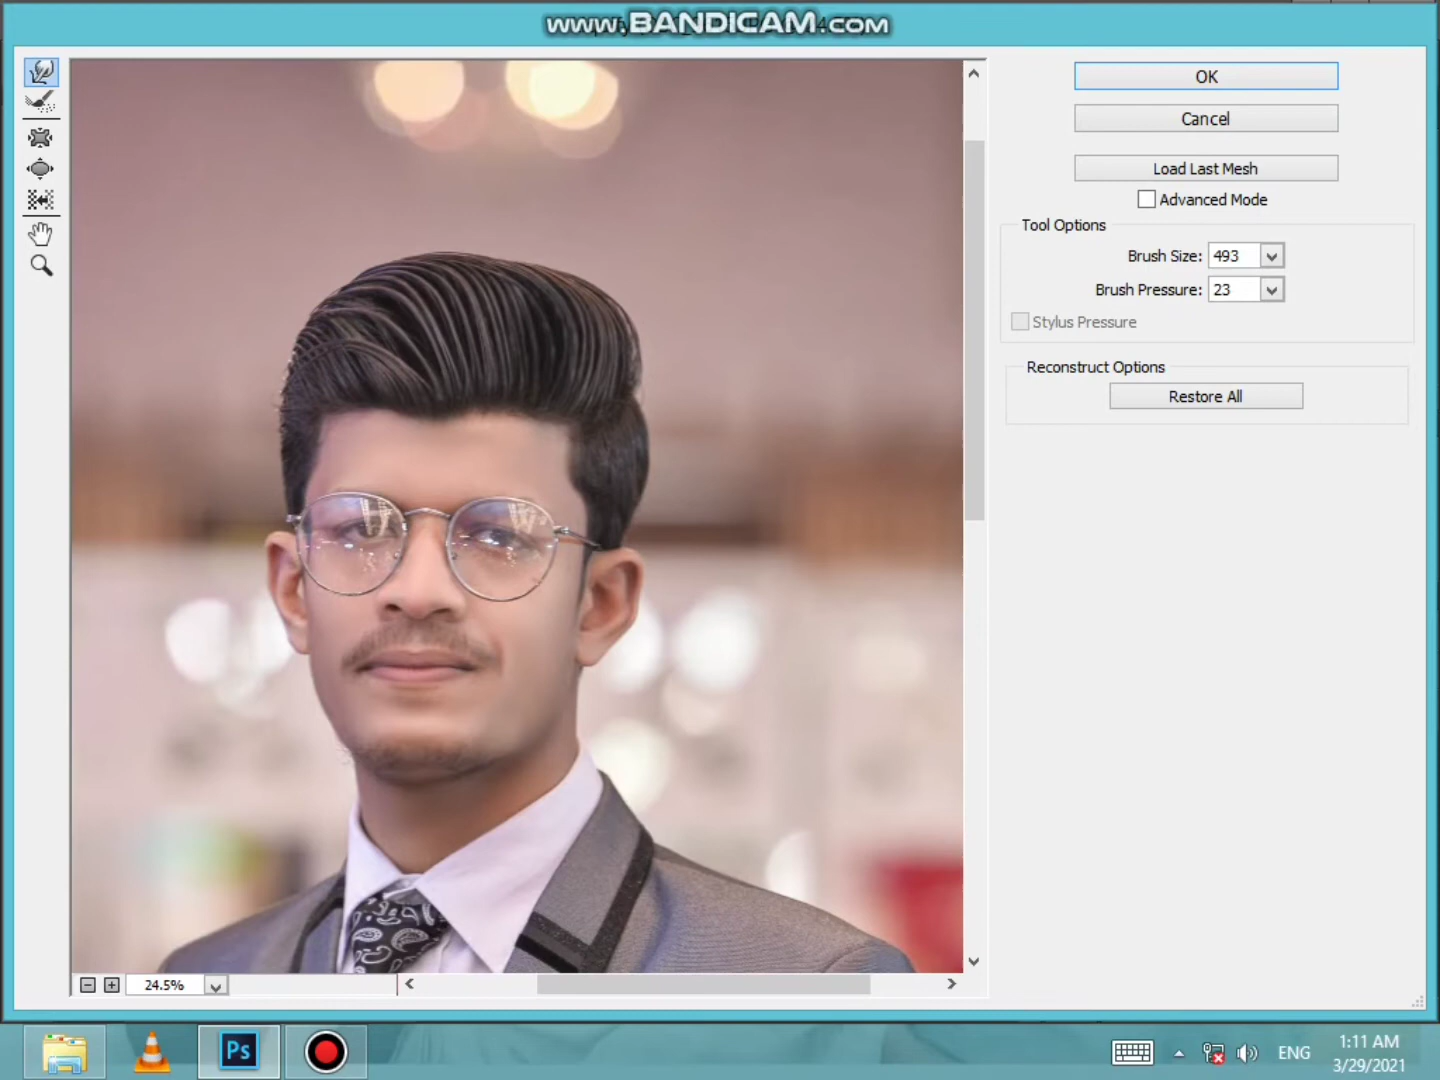 www.BANDICAM.com
OK
Cancel
Load Last Mesh
Advanced Mode
Tool Options
Brush Size: 493
Brush Pressure: 23
Stylus Pressure
Reconstruct Options
Restore All
24.5%
Ps
ENG
1:11 AM
3/29/2021